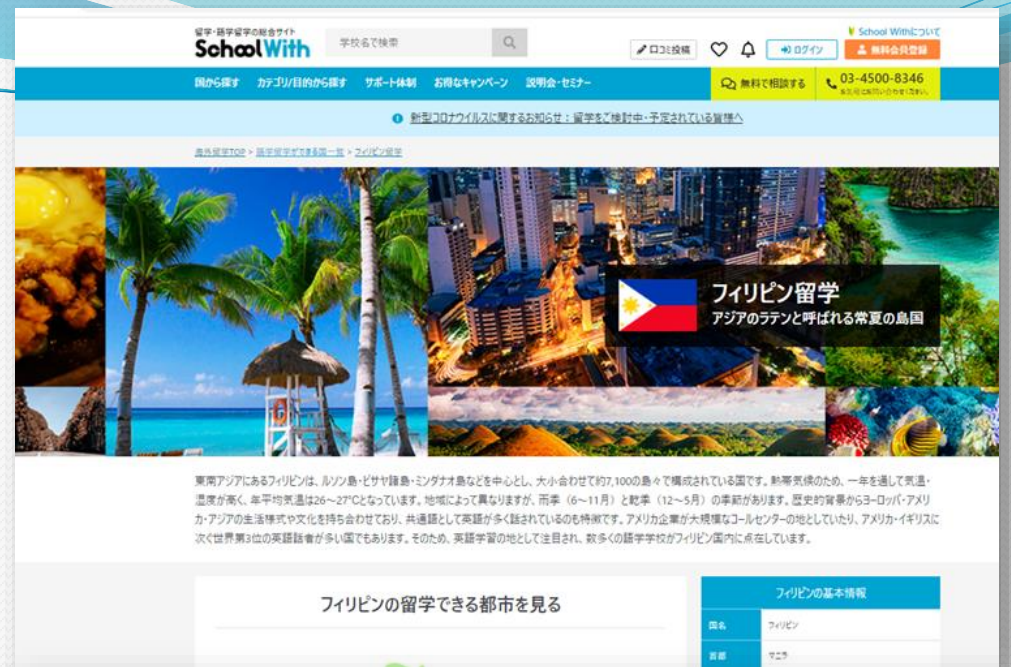 留学・語学留学の総合サイト
School With
学校名で検索
口コミ投稿
ログイン
School Withについて
無料会員登録
国から探す カテゴリ/目的から探す サポート体制 お得なキャンペーン 説明会・セミナー
無料で相談する
03-4500-8346
お気軽にお問い合わせください。
新型コロナウイルスに関するお知らせ：留学をご検討中・予定されている皆様へ
海外留学TOP > 語学留学ができる国一覧 > フィリピン留学
フィリピン留学
アジアのラテンと呼ばれる常夏の島国
東南アジアにあるフィリピンは、ルソン島・ビサヤ諸島・ミンダナオ島などを中心とし、大小合わせて約7,100の島々で構成されている国です。熱帯気候のため、一年を通して気温・
湿度が高く、年平均気温は26～27℃となっています。地域によって異なりますが、雨季（6～11月）と乾季（12～5月）の季節があります。歴史的背景からヨーロッパ・アメリ
カ・アジアの生活様式や文化を持ち合わせており、共通語として英語が多く話されているのも特徴です。アメリカ企業が大規模なコールセンターの地としていたり、アメリカ・イギリスに
次ぐ世界第3位の英語話者が多い国でもあります。そのため、英語学習の地として注目され、数多くの語学学校がフィリピン国内に点在しています。
フィリピンの留学できる都市を見る
フィリピンの基本情報
国名 フィリピン
首都 マニラ